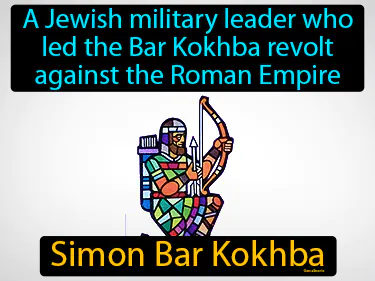 A Jewish military leader who
led the Bar Kokhba revolt
against the Roman Empire
Simon Bar Kokhba